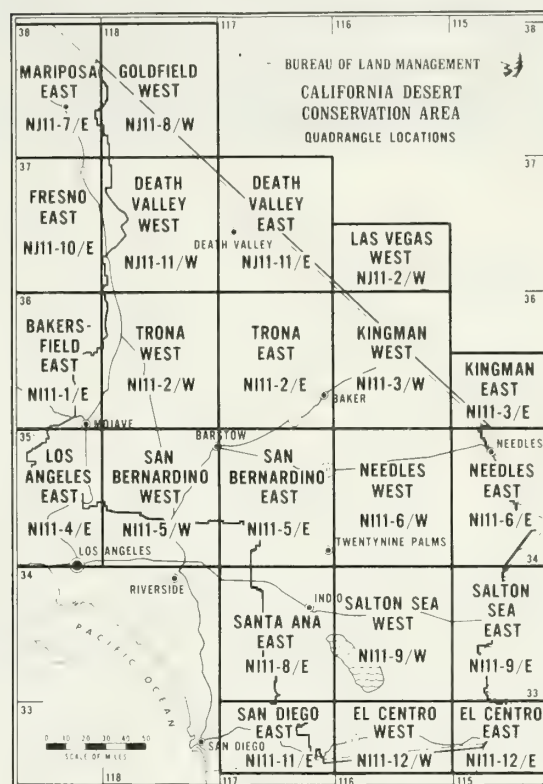 38
118
117
116
115
38
BUREAU OF LAND MANAGEMENT
CALIFORNIA DESERT
CONSERVATION AREA
QUADRANGLE LOCATIONS
MARIPOSA
EAST
NJ11-7/E
GOLDFIELD
WEST
NJ11-8/W
37
37
FRESNO
EAST
NJ11-10/E
DEATH
VALLEY
WEST
NJ11-11/W
DEATH
VALLEY
EAST
DEATH VALLEY
NJ11-11/E
LAS VEGAS
WEST
NJ11-2/W
36
36
BAKERS-
FIELD
EAST
NI11-1/E
MOJAVE
TRONA
WEST
NI11-2/W
TRONA
EAST
NI11-2/E
KINGMAN
WEST
NI11-3/W
BAKER
KINGMAN
EAST
NI11-3/E
35
LOS
ANGELES
EAST
NI11-4/E
LOS ANGELES
SAN
BERNARDINO
WEST
NI11-5/W
BARSTOW
SAN
BERNARDINO
EAST
NI11-5/E
NEEDLES
WEST
NI11-6/W
TWENTYNINE PALMS
NEEDLES
NEEDLES
EAST
NI11-6/E
34
34
RIVERSIDE
PACIFIC OCEAN
SANTA ANA
EAST
NI11-8/E
INDIO
SALTON SEA
WEST
NI11-9/W
SALTON
SEA
EAST
NI11-9/E
33
33
SAN DIEGO
EAST
NI11-11/E
EL CENTRO
WEST
NI11-12/W
EL CENTRO
EAST
NI11-12/E
10 0 10 20 30 40 50
SCALE OF MILES
SAN DIEGO
118
117
116
115